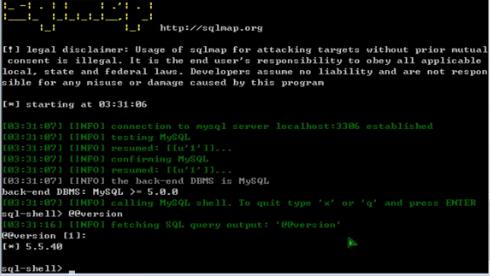 http://sqlmap.org
[!] legal disclaimer: Usage of sqlmap for attacking targets without prior mutual
consent is illegal. It is the end user's responsibility to obey all applicable
local, state and federal laws. Developers assume no liability and are not respon
sible for any misuse or damage caused by this program
[*] starting at 03:31:06
[03:31:07] [INFO] connection to mysql server localhost:3306 established
[03:31:07] [INFO] testing MySQL
[03:31:07] [INFO] resumed: [[u'1']]...
[03:31:07] [INFO] confirming MySQL
[03:31:07] [INFO] resumed: [[u'1']]...
[03:31:07] [INFO] the back-end DBMS is MySQL
back-end DBMS: MySQL >= 5.0.0
[03:31:07] [INFO] calling MySQL shell. To quit type 'x' or 'q' and press ENTER
sql-shell> @@version
[03:31:16] [INFO] fetching SQL query output: '@@version'
@@version [1]:
[*] 5.5.40
sql-shell> _